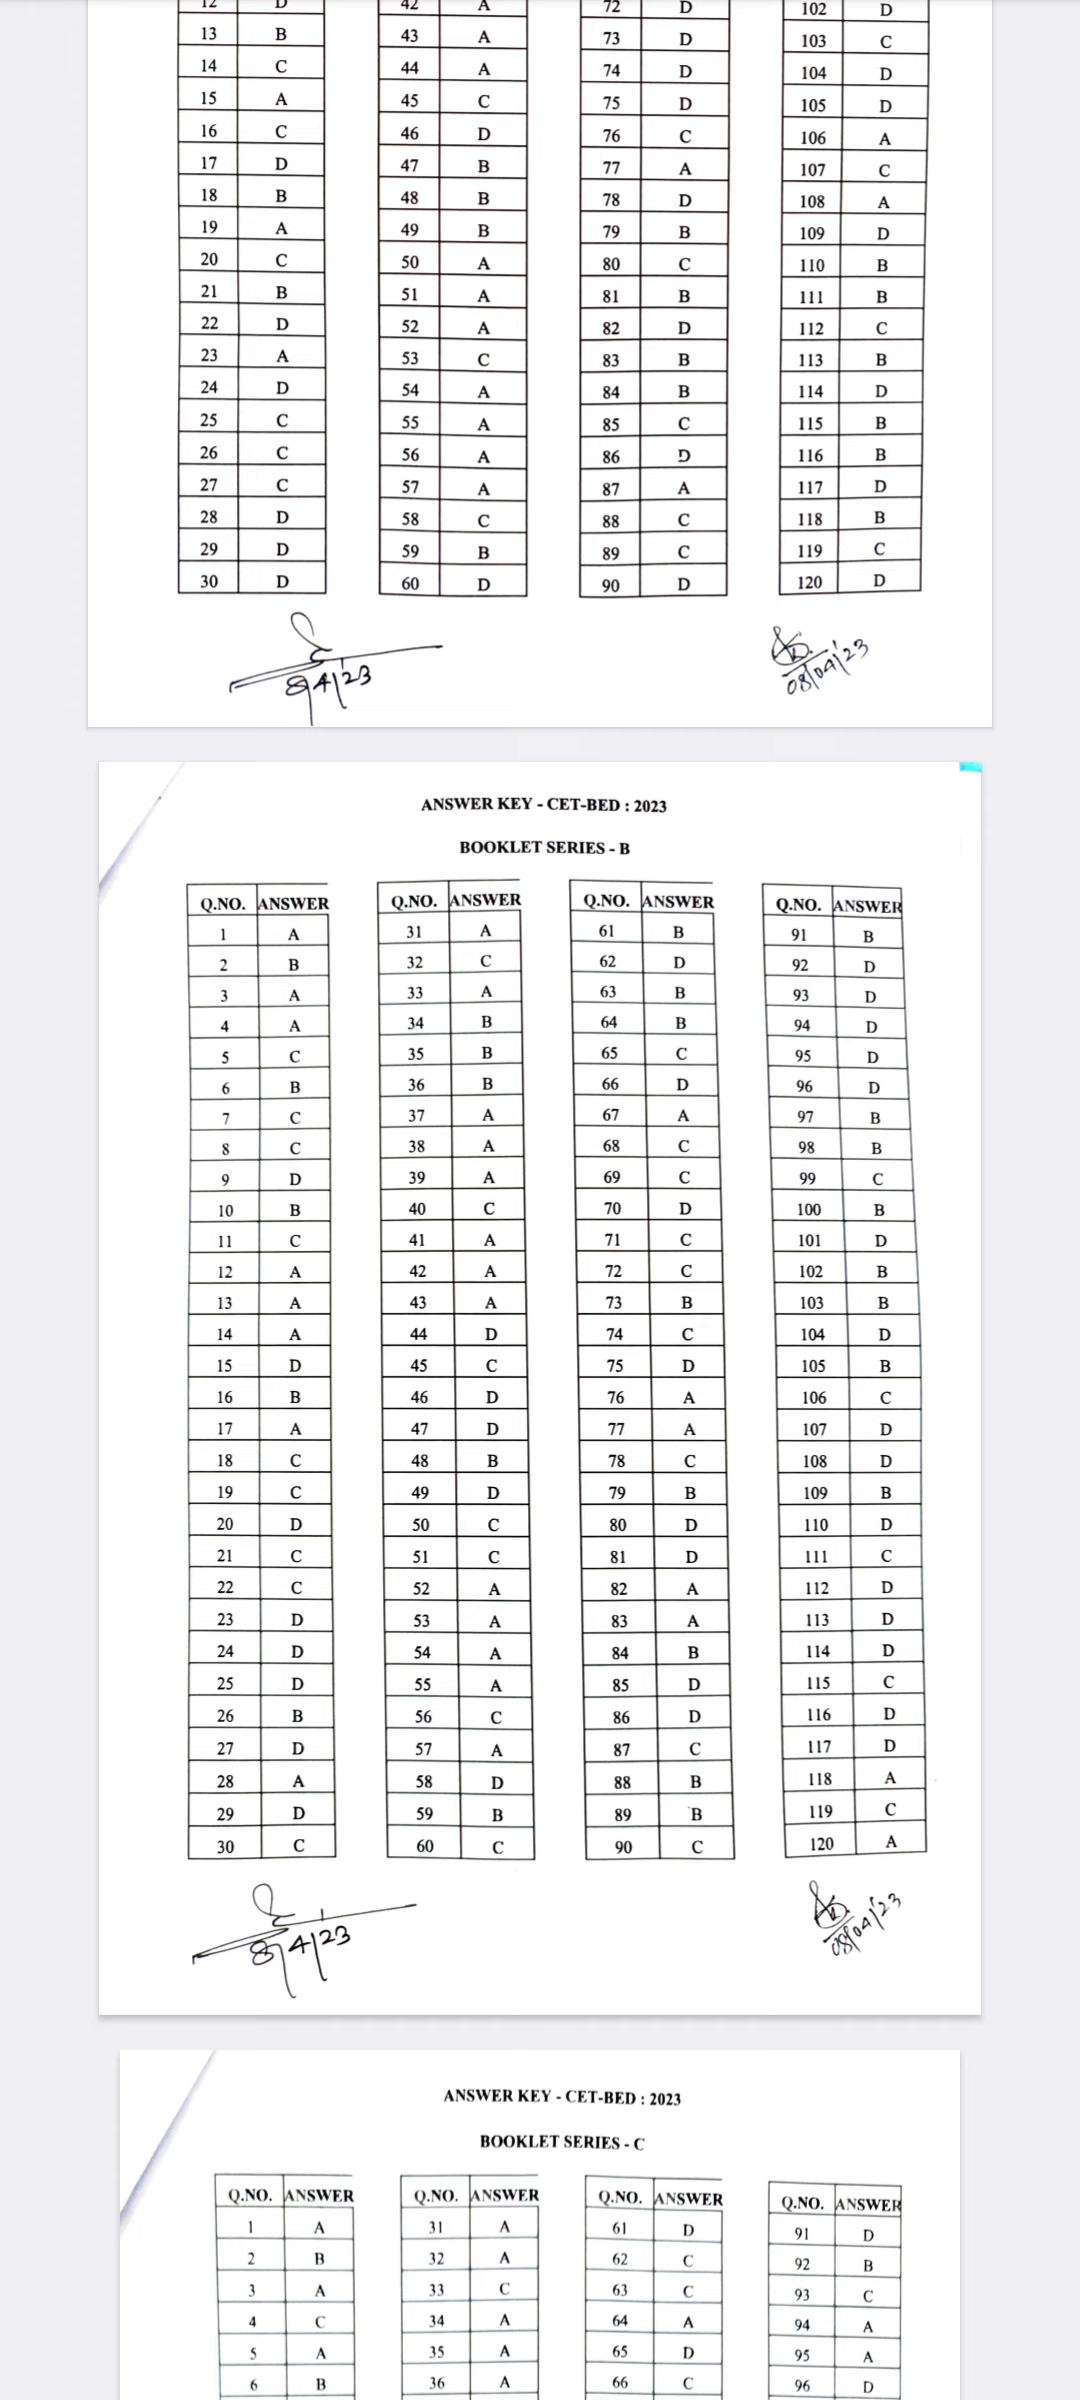 12 D 42 A 72 D 102 D
13 B 43 A 73 D 103 C
14 C 44 A 74 D 104 D
15 A 45 C 75 D 105 D
16 C 46 D 76 C 106 A
17 D 47 B 77 A 107 C
18 B 48 B 78 D 108 A
19 A 49 B 79 B 109 D
20 C 50 A 80 C 110 B
21 B 51 A 81 B 111 B
22 D 52 A 82 D 112 C
23 A 53 C 83 B 113 B
24 D 54 A 84 B 114 D
25 C 55 A 85 C 115 B
26 C 56 A 86 D 116 B
27 C 57 A 87 A 117 D
28 D 58 C 88 C 118 B
29 D 59 B 89 C 119 C
30 D 60 D 90 D 120 D
8/4/23 08/04/23
ANSWER KEY - CET-BED : 2023
BOOKLET SERIES - B
Q.NO. ANSWER Q.NO. ANSWER Q.NO. ANSWER Q.NO. ANSWER
1 A 31 A 61 B 91 B
2 B 32 C 62 D 92 D
3 A 33 A 63 B 93 D
4 A 34 B 64 B 94 D
5 C 35 B 65 C 95 D
6 B 36 B 66 D 96 D
7 C 37 A 67 A 97 B
8 C 38 A 68 C 98 B
9 D 39 A 69 C 99 C
10 B 40 C 70 D 100 B
11 C 41 A 71 C 101 D
12 A 42 A 72 C 102 B
13 A 43 A 73 B 103 B
14 A 44 D 74 C 104 D
15 D 45 C 75 D 105 B
16 B 46 D 76 A 106 C
17 A 47 D 77 A 107 D
18 C 48 B 78 C 108 D
19 C 49 D 79 B 109 B
20 D 50 C 80 D 110 D
21 C 51 C 81 D 111 C
22 C 52 A 82 A 112 D
23 D 53 A 83 A 113 D
24 D 54 A 84 B 114 D
25 D 55 A 85 D 115 C
26 B 56 C 86 D 116 D
27 D 57 A 87 C 117 D
28 A 58 D 88 B 118 A
29 D 59 B 89 B 119 C
30 C 60 C 90 C 120 A
8/4/23 08/04/23
ANSWER KEY - CET-BED : 2023
BOOKLET SERIES - C
Q.NO. ANSWER Q.NO. ANSWER Q.NO. ANSWER Q.NO. ANSWER
1 A 31 A 61 D 91 D
2 B 32 A 62 C 92 B
3 A 33 C 63 C 93 C
4 C 34 A 64 A 94 A
5 A 35 A 65 D 95 A
6 B 36 A 66 C 96 D